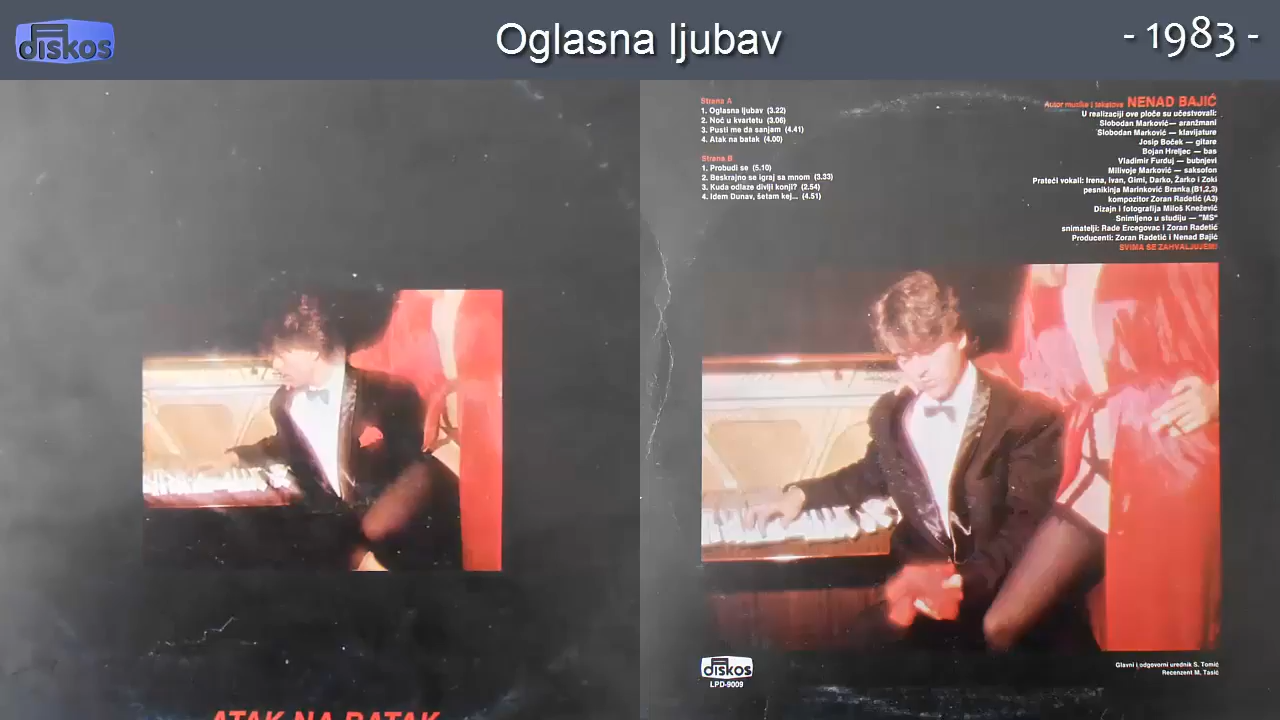 diskos
Oglasna ljubav
- 1983 -
Strana A
1. Oglasna ljubav (3.22)
2. Noć u kvartetu (3.06)
3. Pusti me da sanjam (4.41)
4. Atak na batak (4.00)
Strana B
1. Probudi se (5.10)
2. Beskrajno se igraj sa mnom (3.33)
3. Kuda odlaze divlji konji? (2.54)
4. Idem Dunav, šetam kej... (4.51)
Autor muzike i tekstova NENAD BAJIĆ
U realizaciji ove ploče su učestvovali:
Slobodan Marković — aranžmani
Slobodan Marković — klavijature
Josip Boček — gitare
Bojan Hreljec — bas
Vladimir Furduj — bubnjevi
Milivoje Marković — saksofon
Prateći vokali: Irena, Ivan, Gimi, Darko, Žarko i Zoki
pesnikinja Marinković Branka (B1,2,3)
kompozitor Zoran Radetić (A3)
Dizajn i fotografija Miloš Knežević
Snimljeno u studiju — "MS"
snimatelji: Rade Ercegovac i Zoran Radetić
Producenti: Zoran Radetić i Nenad Bajić
SVIMA SE ZAHVALJUJEM!
diskos
LPD-9009
Glavni i odgovorni urednik S. Tomić
Recenzent M. Tasić
ATAK NA BATAK